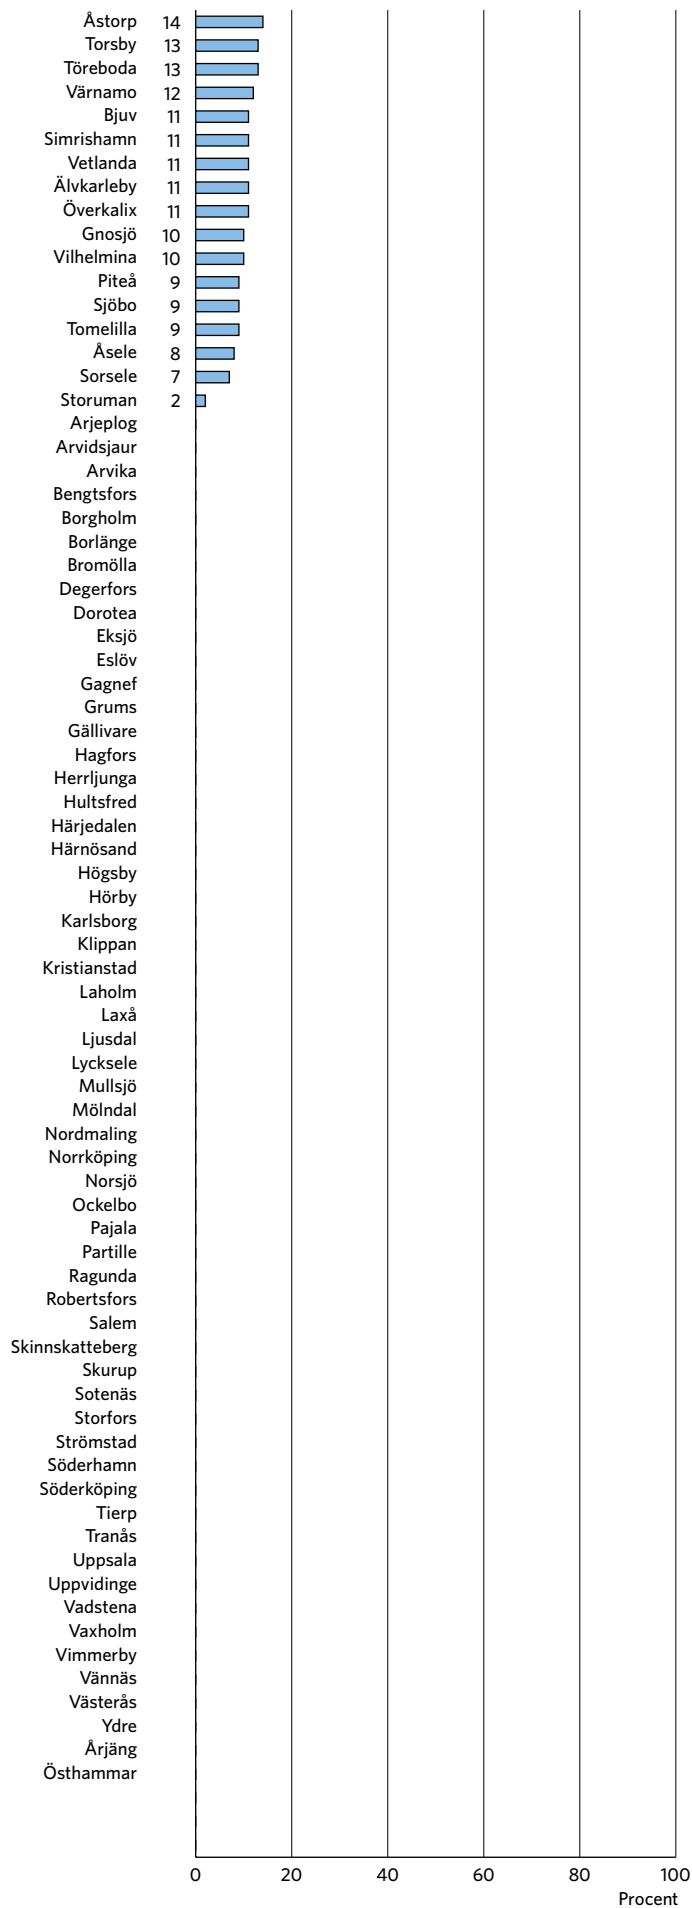 Åstorp 14
Torsby 13
Töreboda 13
Värnamo 12
Bjuv 11
Simrishamn 11
Vetlanda 11
Älvkarleby 11
Överkalix 11
Gnosjö 10
Vilhelmina 10
Piteå 9
Sjöbo 9
Tomelilla 9
Åsele 8
Sorsele 7
Storuman 2
Arjeplog
Arvidsjaur
Arvika
Bengtsfors
Borgholm
Borlänge
Bromölla
Degerfors
Dorotea
Eksjö
Eslöv
Gagnef
Grums
Gällivare
Hagfors
Herrljunga
Hultsfred
Härjedalen
Härnösand
Högsby
Hörby
Karlsborg
Klippan
Kristianstad
Laholm
Laxå
Ljusdal
Lycksele
Mullsjö
Mölndal
Nordmaling
Norrköping
Norsjö
Ockelbo
Pajala
Partille
Ragunda
Robertsfors
Salem
Skinnskatteberg
Skurup
Sotenäs
Storfors
Strömstad
Söderhamn
Söderköping
Tierp
Tranås
Uppsala
Uppvidinge
Vadstena
Vaxholm
Vimmerby
Vännäs
Västerås
Ydre
Årjäng
Östhammar
0 20 40 60 80 100
Procent